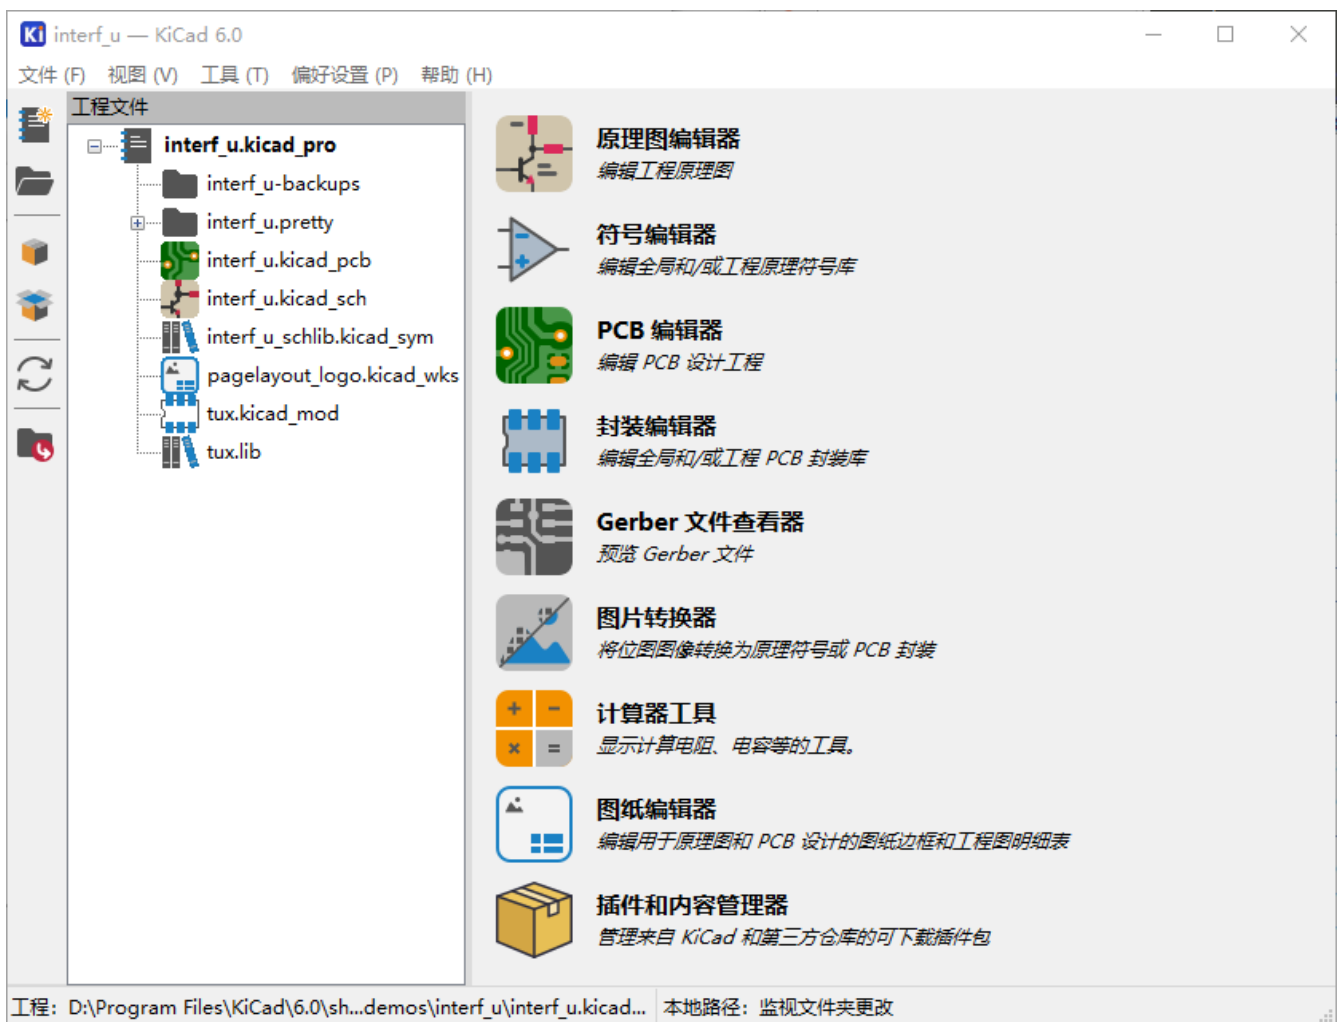 interf_u — KiCad 6.0
文件 (F) 视图 (V) 工具 (T) 偏好设置 (P) 帮助 (H)
工程文件
interf_u.kicad_pro
interf_u-backups
interf_u.pretty
interf_u.kicad_pcb
interf_u.kicad_sch
interf_u_schlib.kicad_sym
pagelayout_logo.kicad_wks
tux.kicad_mod
tux.lib
原理图编辑器
编辑工程原理图
符号编辑器
编辑全局和/或工程原理符号库
PCB 编辑器
编辑 PCB 设计工程
封装编辑器
编辑全局和/或工程 PCB 封装库
Gerber 文件查看器
预览 Gerber 文件
图片转换器
将位图图像转换为原理符号或 PCB 封装
计算器工具
显示计算电阻、电容等的工具。
图纸编辑器
编辑用于原理图和 PCB 设计的图纸边框和工程图明细表
插件和内容管理器
管理来自 KiCad 和第三方仓库的可下载插件包
工程: D:\Program Files\KiCad\6.0\sh...demos\interf_u\interf_u.kicad... 本地路径: 监视文件夹更改